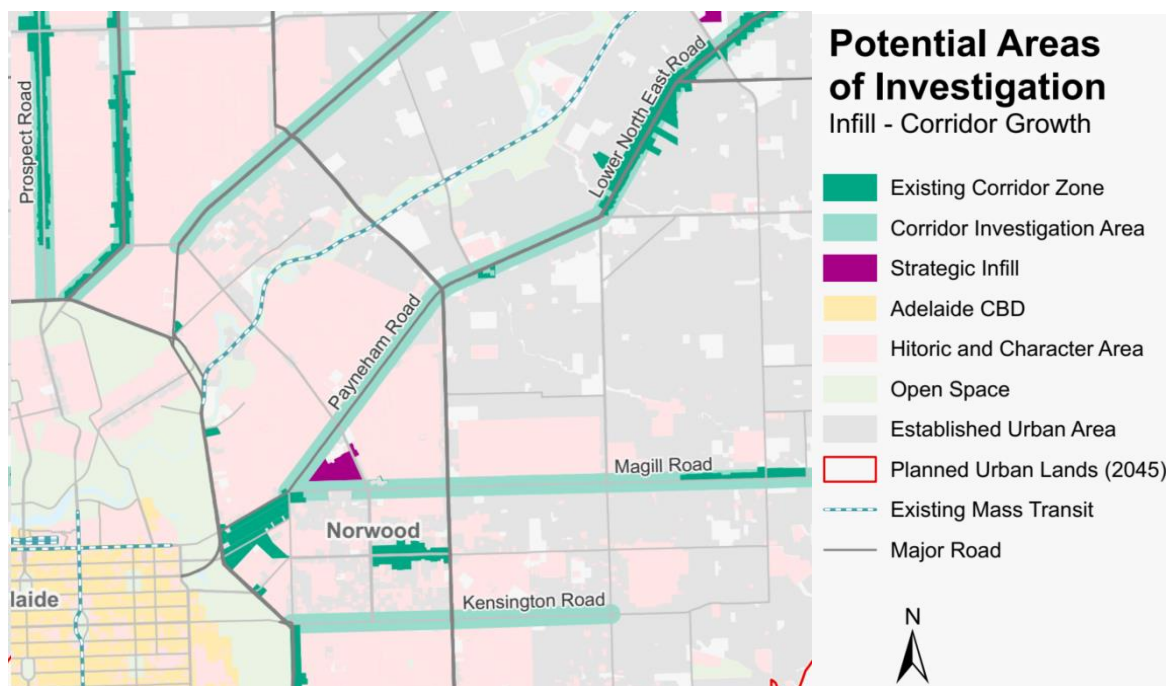 Potential Areas
of Investigation
Infill - Corridor Growth
Existing Corridor Zone
Corridor Investigation Area
Strategic Infill
Adelaide CBD
Hitoric and Character Area
Open Space
Established Urban Area
Planned Urban Lands (2045)
Existing Mass Transit
Major Road
N
Prospect Road
Lower North East Road
Payneham Road
Magill Road
Norwood
Kensington Road
laide